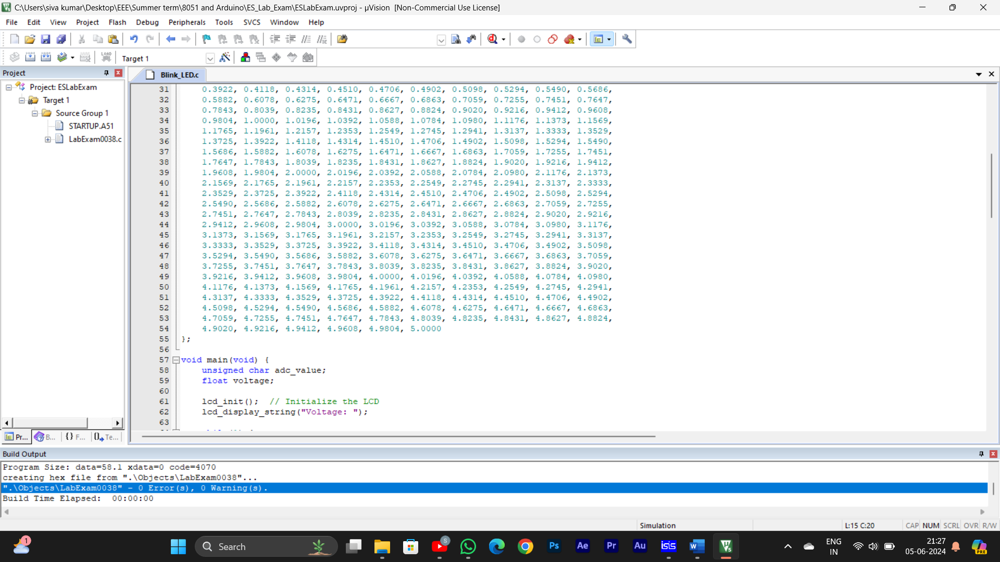 C:\Users\siva kumar\Desktop\EEE\Summer term\8051 and Arduino\ES_Lab_Exam\ESLabExam.uvproj - µVision  [Non-Commercial Use License]
File Edit View Project Flash Debug Peripherals Tools SVCS Window Help
LOAD Target 1
Project
Project: ESLabExam
Target 1
Source Group 1
STARTUP.A51
LabExam0038.c
Pr... B... {} F... Te...
Blink_LED.c
31 0.3922, 0.4118, 0.4314, 0.4510, 0.4706, 0.4902, 0.5098, 0.5294, 0.5490, 0.5686,
32 0.5882, 0.6078, 0.6275, 0.6471, 0.6667, 0.6863, 0.7059, 0.7255, 0.7451, 0.7647,
33 0.7843, 0.8039, 0.8235, 0.8431, 0.8627, 0.8824, 0.9020, 0.9216, 0.9412, 0.9608,
34 0.9804, 1.0000, 1.0196, 1.0392, 1.0588, 1.0784, 1.0980, 1.1176, 1.1373, 1.1569,
35 1.1765, 1.1961, 1.2157, 1.2353, 1.2549, 1.2745, 1.2941, 1.3137, 1.3333, 1.3529,
36 1.3725, 1.3922, 1.4118, 1.4314, 1.4510, 1.4706, 1.4902, 1.5098, 1.5294, 1.5490,
37 1.5686, 1.5882, 1.6078, 1.6275, 1.6471, 1.6667, 1.6863, 1.7059, 1.7255, 1.7451,
38 1.7647, 1.7843, 1.8039, 1.8235, 1.8431, 1.8627, 1.8824, 1.9020, 1.9216, 1.9412,
39 1.9608, 1.9804, 2.0000, 2.0196, 2.0392, 2.0588, 2.0784, 2.0980, 2.1176, 2.1373,
40 2.1569, 2.1765, 2.1961, 2.2157, 2.2353, 2.2549, 2.2745, 2.2941, 2.3137, 2.3333,
41 2.3529, 2.3725, 2.3922, 2.4118, 2.4314, 2.4510, 2.4706, 2.4902, 2.5098, 2.5294,
42 2.5490, 2.5686, 2.5882, 2.6078, 2.6275, 2.6471, 2.6667, 2.6863, 2.7059, 2.7255,
43 2.7451, 2.7647, 2.7843, 2.8039, 2.8235, 2.8431, 2.8627, 2.8824, 2.9020, 2.9216,
44 2.9412, 2.9608, 2.9804, 3.0000, 3.0196, 3.0392, 3.0588, 3.0784, 3.0980, 3.1176,
45 3.1373, 3.1569, 3.1765, 3.1961, 3.2157, 3.2353, 3.2549, 3.2745, 3.2941, 3.3137,
46 3.3333, 3.3529, 3.3725, 3.3922, 3.4118, 3.4314, 3.4510, 3.4706, 3.4902, 3.5098,
47 3.5294, 3.5490, 3.5686, 3.5882, 3.6078, 3.6275, 3.6471, 3.6667, 3.6863, 3.7059,
48 3.7255, 3.7451, 3.7647, 3.7843, 3.8039, 3.8235, 3.8431, 3.8627, 3.8824, 3.9020,
49 3.9216, 3.9412, 3.9608, 3.9804, 4.0000, 4.0196, 4.0392, 4.0588, 4.0784, 4.0980,
50 4.1176, 4.1373, 4.1569, 4.1765, 4.1961, 4.2157, 4.2353, 4.2549, 4.2745, 4.2941,
51 4.3137, 4.3333, 4.3529, 4.3725, 4.3922, 4.4118, 4.4314, 4.4510, 4.4706, 4.4902,
52 4.5098, 4.5294, 4.5490, 4.5686, 4.5882, 4.6078, 4.6275, 4.6471, 4.6667, 4.6863,
53 4.7059, 4.7255, 4.7451, 4.7647, 4.7843, 4.8039, 4.8235, 4.8431, 4.8627, 4.8824,
54 4.9020, 4.9216, 4.9412, 4.9608, 4.9804, 5.0000
55 };
56
57 void main(void) {
58 unsigned char adc_value;
59 float voltage;
60
61 lcd_init();  // Initialize the LCD
62 lcd_display_string("Voltage: ");
63
Build Output
Program Size: data=58.1 xdata=0 code=4070
creating hex file from ".\Objects\LabExam0038"...
".\Objects\LabExam0038" - 0 Error(s), 0 Warning(s).
Build Time Elapsed:  00:00:00
Simulation L:15 C:20 CAP NUM SCRL OVR R/W
1 Search S Ps Ae Pr Au isis W ENG IN 21:27 05-06-2024 PRE